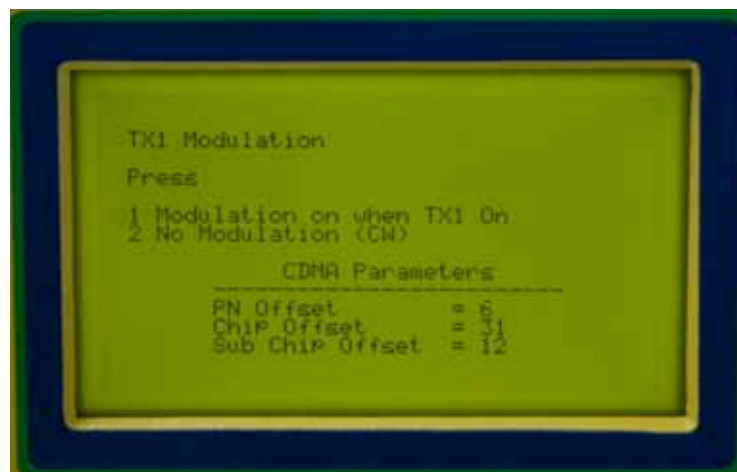 TX1 Modulation
Press
1 Modulation on when TX1 On
2 No Modulation (CW)
CDMA Parameters
--------------------------
PN Offset = 6
Chip Offset = 31
Sub Chip Offset = 12